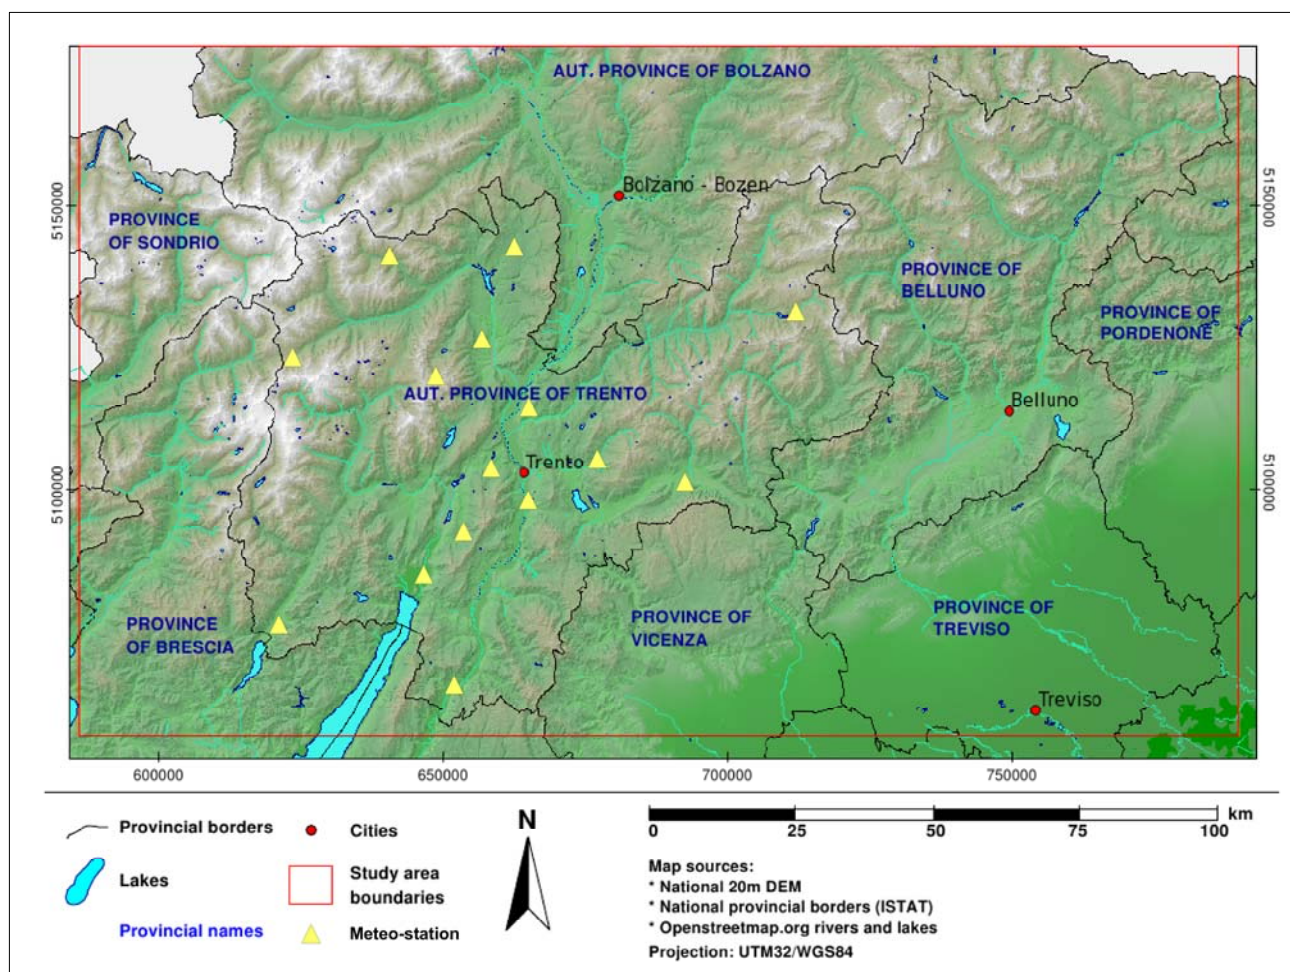 AUT. PROVINCE OF BOLZANO
Bolzano - Bozen
5150000
5150000
PROVINCE
OF SONDRIO
PROVINCE OF
BELLUNO
PROVINCE OF
PORDENONE
AUT. PROVINCE OF TRENTO
Belluno
Trento
5100000
5100000
PROVINCE
OF BRESCIA
PROVINCE OF
VICENZA
PROVINCE OF
TREVISO
Treviso
600000
650000
700000
750000
Provincial borders
Cities
N
km
0
25
50
75
100
Lakes
Study area
boundaries
Map sources:
* National 20m DEM
* National provincial borders (ISTAT)
* Openstreetmap.org rivers and lakes
Projection: UTM32/WGS84
Provincial names
Meteo-station